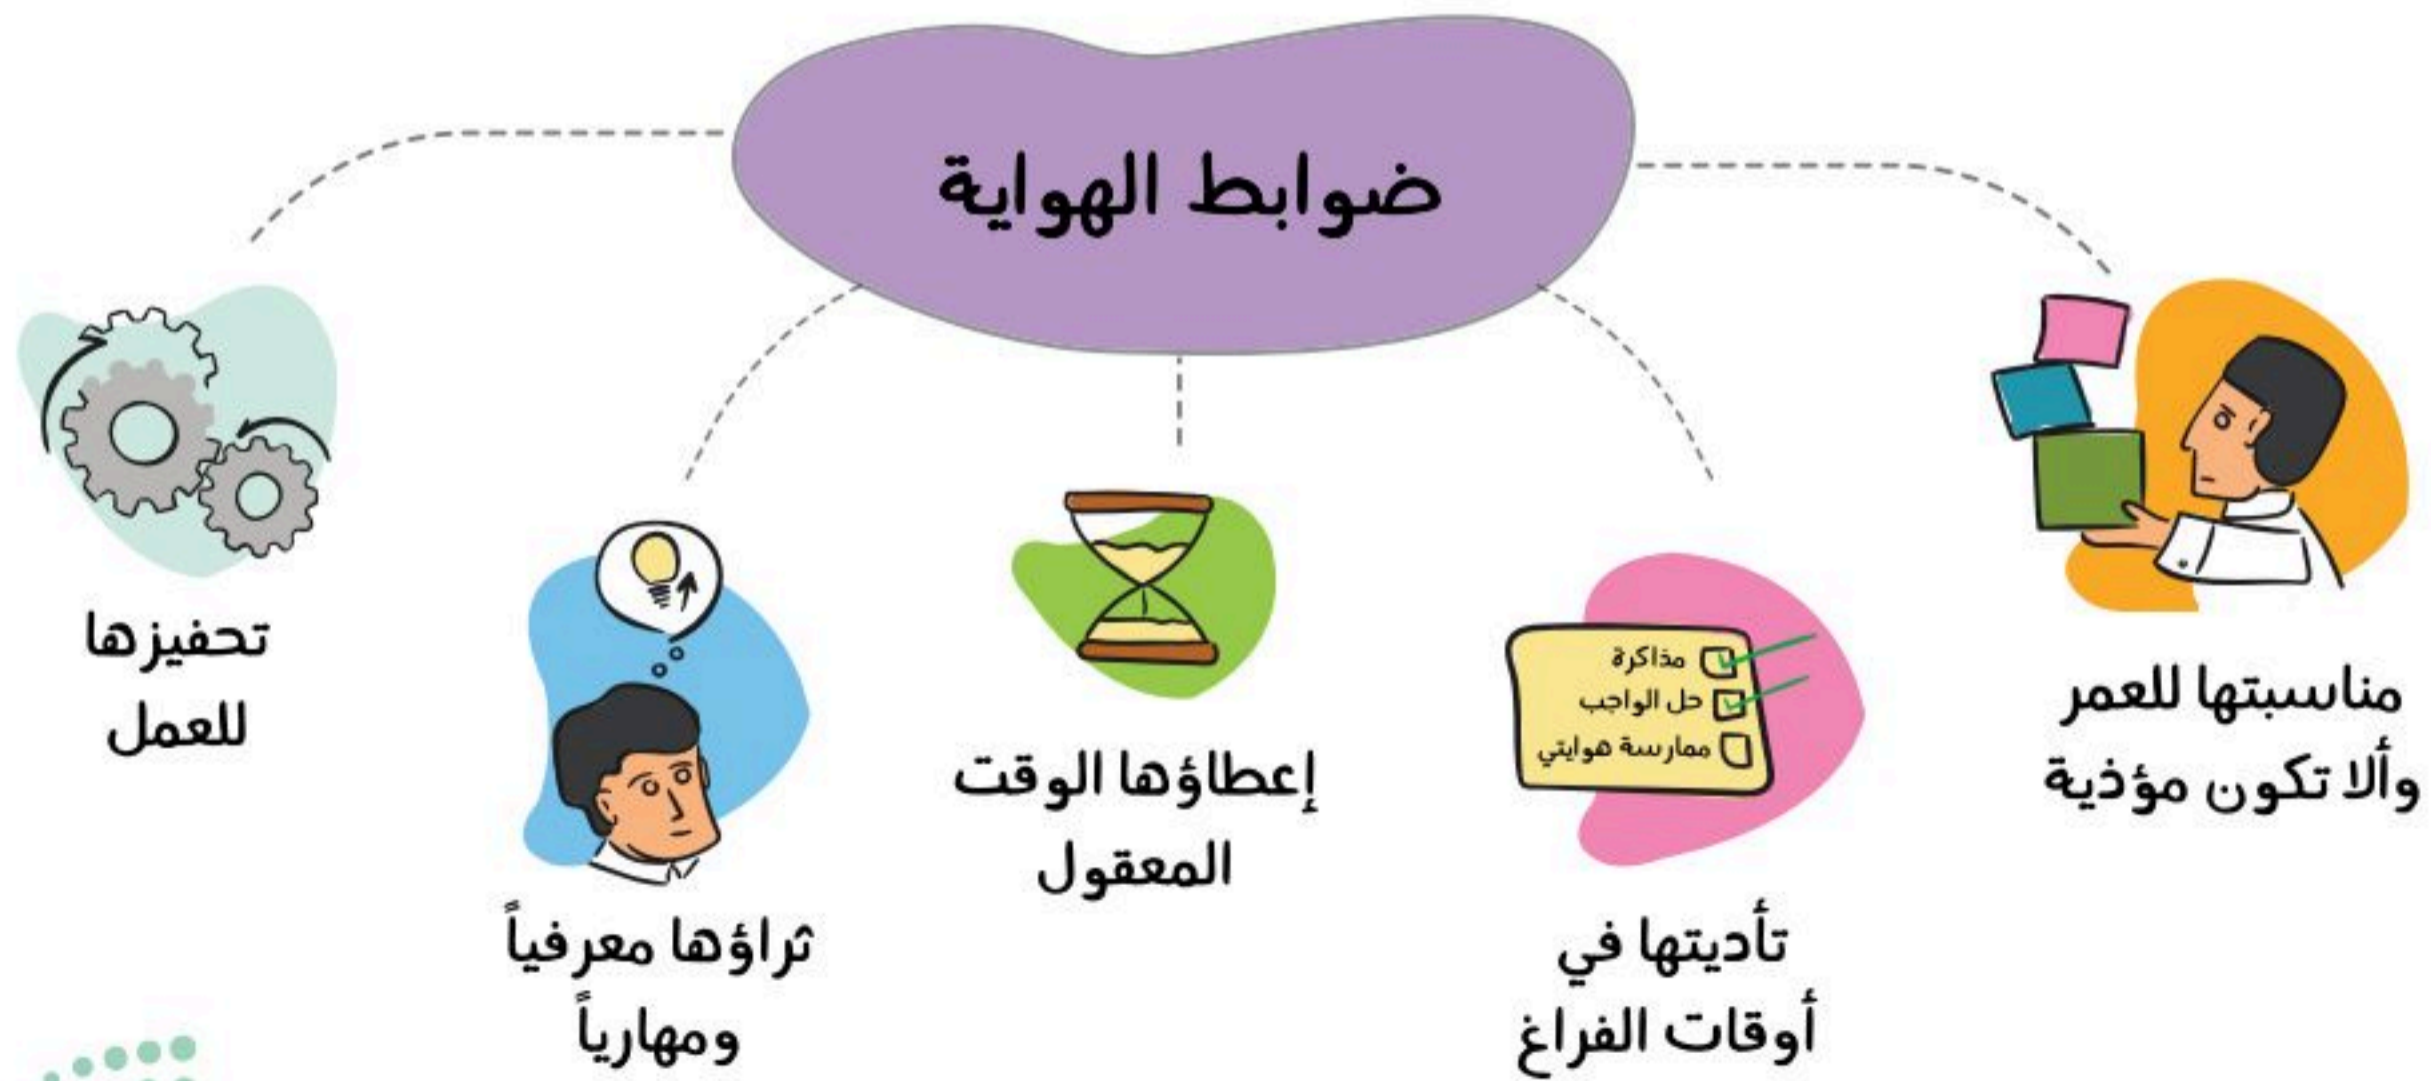 ضوابط الهواية
مناسبتها للعمر
وألا تكون مؤذية
مذاكرة
حل الواجب
ممارسة هوايتي
تأديتها في
أوقات الفراغ
إعطاؤها الوقت
المعقول
ثراؤها معرفياً
ومهارياً
تحفيزها
للعمل